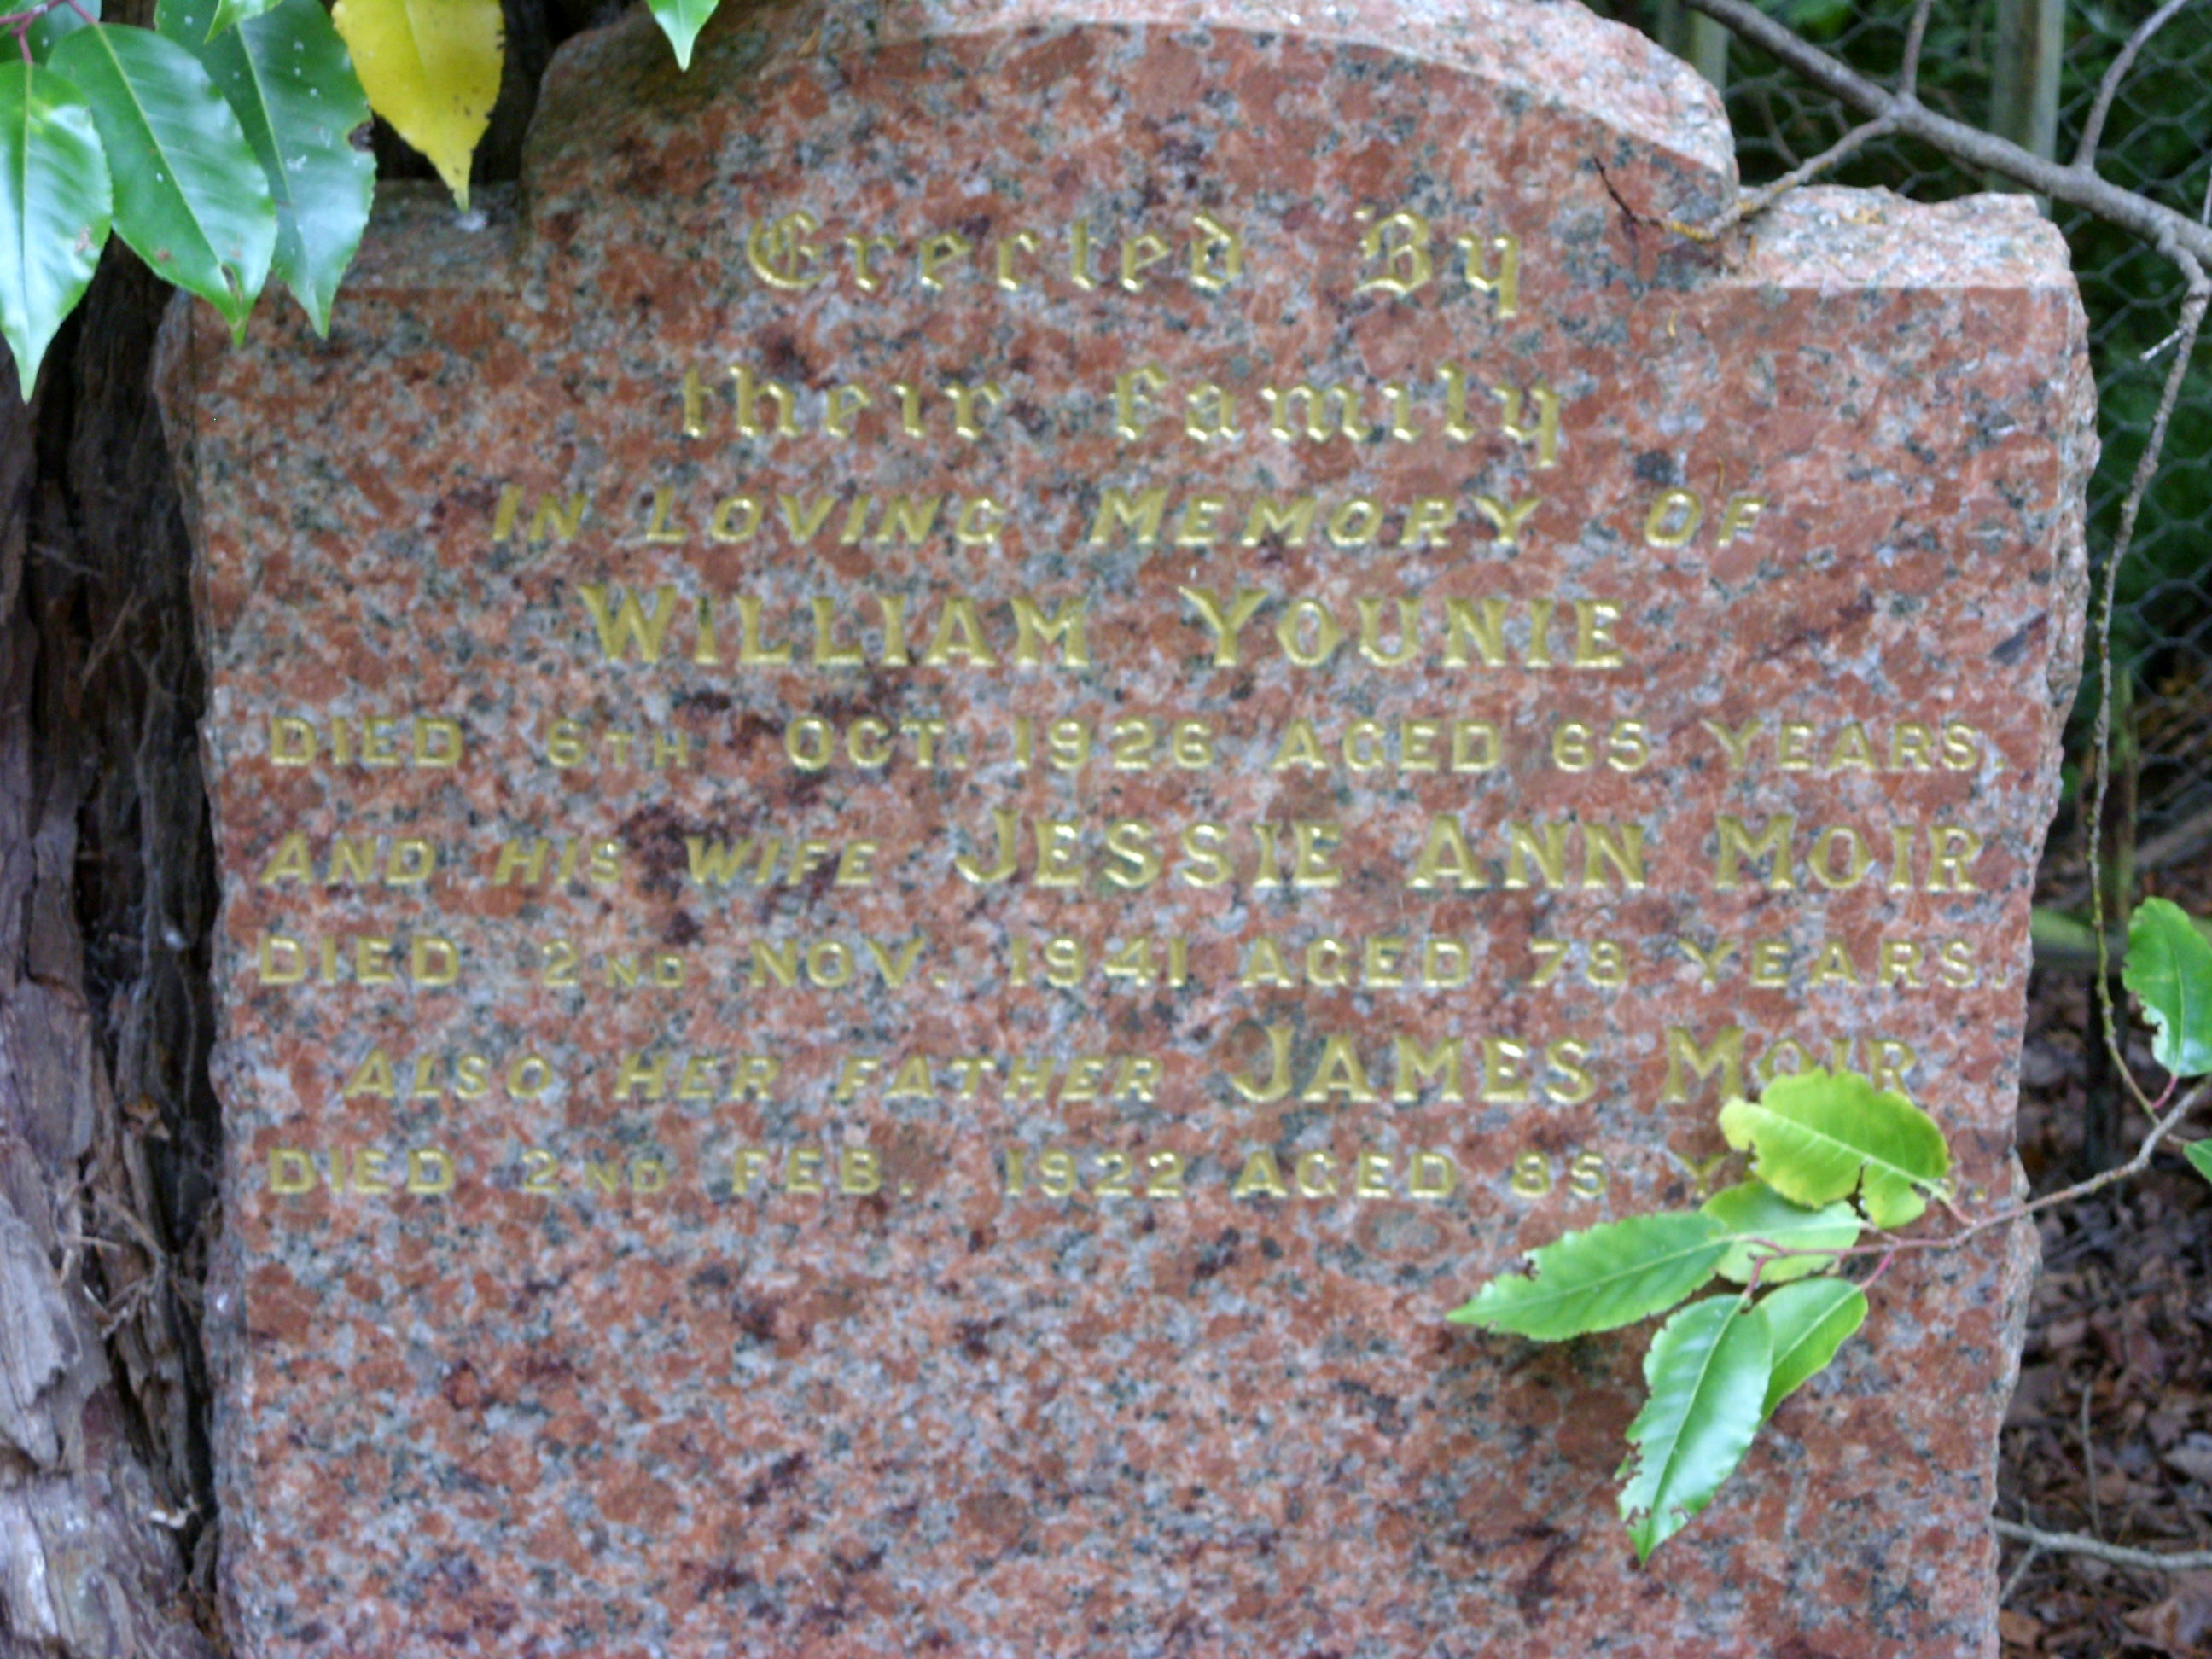 Erected By
their family
IN LOVING MEMORY OF
WILLIAM YOUNIE
DIED 6TH OCT. 1926 AGED 65 YEARS.
AND HIS WIFE JESSIE ANN MOIR
DIED 2ND NOV. 1941 AGED 78 YEARS.
ALSO HER FATHER JAMES MOIR
DIED 2ND FEB. 1922 AGED 85